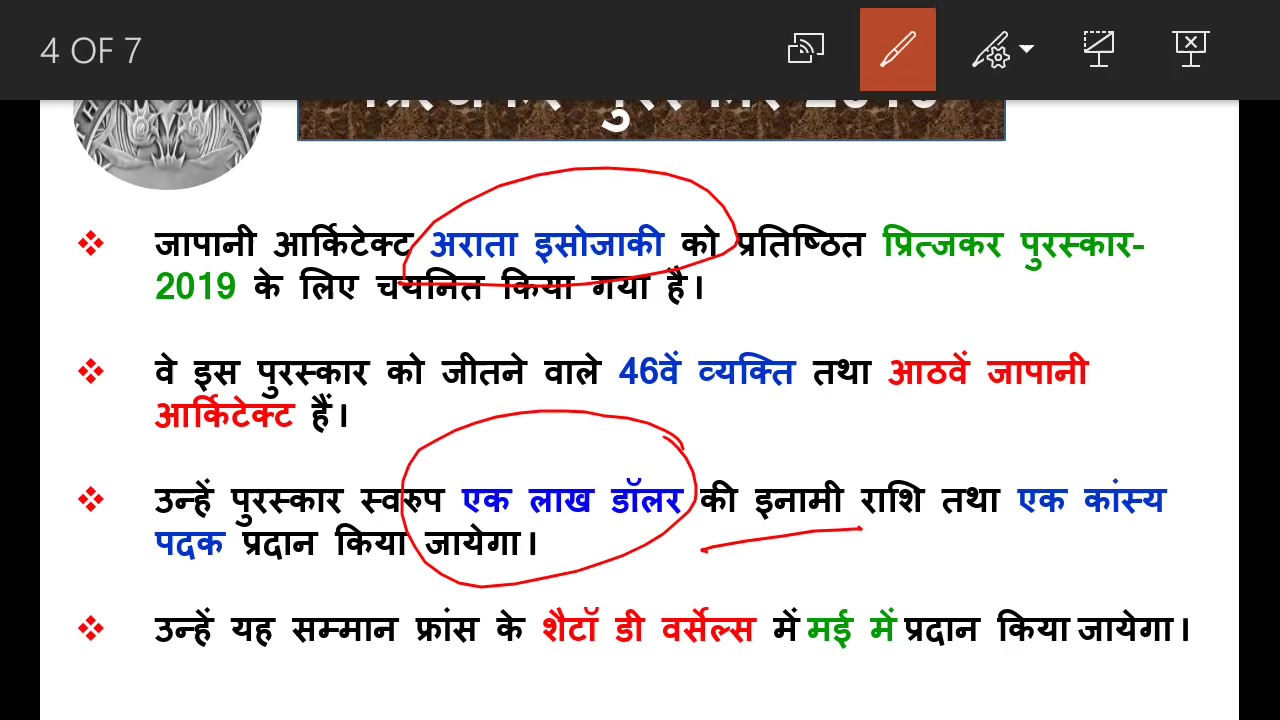 4 OF 7
जापानी आर्किटेक्ट अराता इसोजाकी को प्रतिष्ठित प्रित्जकर पुरस्कार-
2019 के लिए चयनित किया गया है।
वे इस पुरस्कार को जीतने वाले 46वें व्यक्ति तथा आठवें जापानी
आर्किटेक्ट हैं।
उन्हें पुरस्कार स्वरुप एक लाख डॉलर की इनामी राशि तथा एक कांस्य
पदक प्रदान किया जायेगा।
उन्हें यह सम्मान फ्रांस के शैटॉ डी वर्सेल्स में मई में प्रदान किया जायेगा।